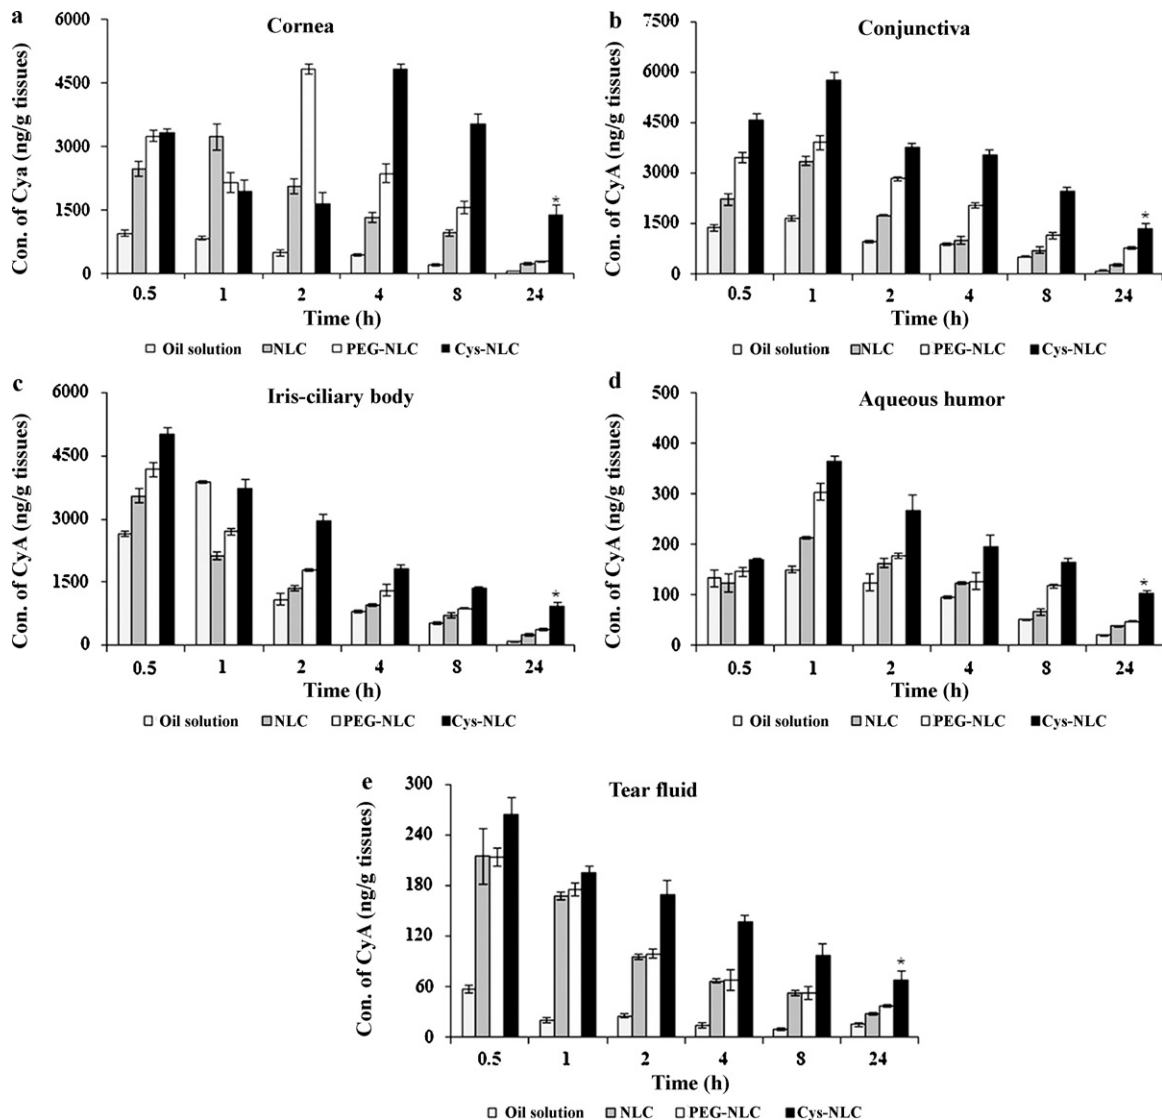 a
Cornea
Con. of Cya (ng/g tissues)
6000
4500
3000
1500
0
*
0.5 1 2 4 8 24
Time (h)
Oil solution NLC PEG-NLC Cys-NLC
b
Conjunctiva
Con. of CyA (ng/g tissues)
7500
6000
4500
3000
1500
0
*
0.5 1 2 4 8 24
Time (h)
Oil solution NLC PEG-NLC Cys-NLC
c
Iris-ciliary body
Con. of CyA (ng/g tissues)
6000
4500
3000
1500
0
*
0.5 1 2 4 8 24
Time (h)
Oil solution NLC PEG-NLC Cys-NLC
d
Aqueous humor
Con. of CyA (ng/g tissues)
500
400
300
200
100
0
*
0.5 1 2 4 8 24
Time (h)
Oil solution NLC PEG-NLC Cys-NLC
e
Tear fluid
Con. of CyA (ng/g tissues)
300
240
180
120
60
0
*
0.5 1 2 4 8 24
Time (h)
Oil solution NLC PEG-NLC Cys-NLC